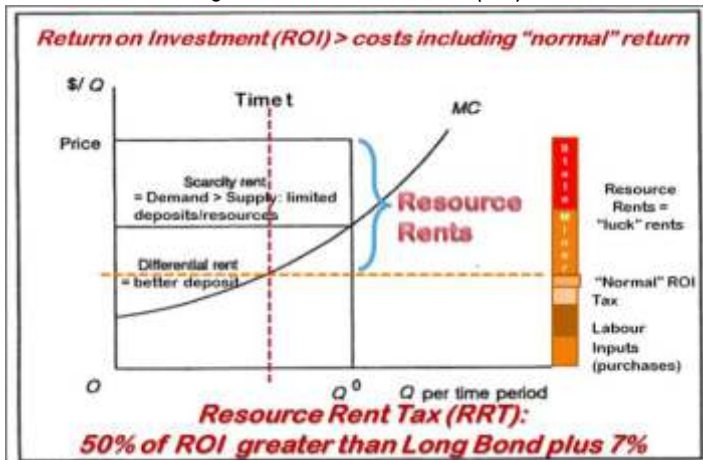 Return on Investment (ROI) > costs including “normal” return
$/ Q
Time t
MC
Price
Scarcity rent
= Demand > Supply: limited
deposits/resources
Resource
Rents
Differential rent
= better deposit
State
Miner
Resource
Rents =
“luck” rents
“Normal” ROI
Tax
Labour
Inputs
(purchases)
O
Q⁰
Q per time period
Resource Rent Tax (RRT):
50% of ROI greater than Long Bond plus 7%